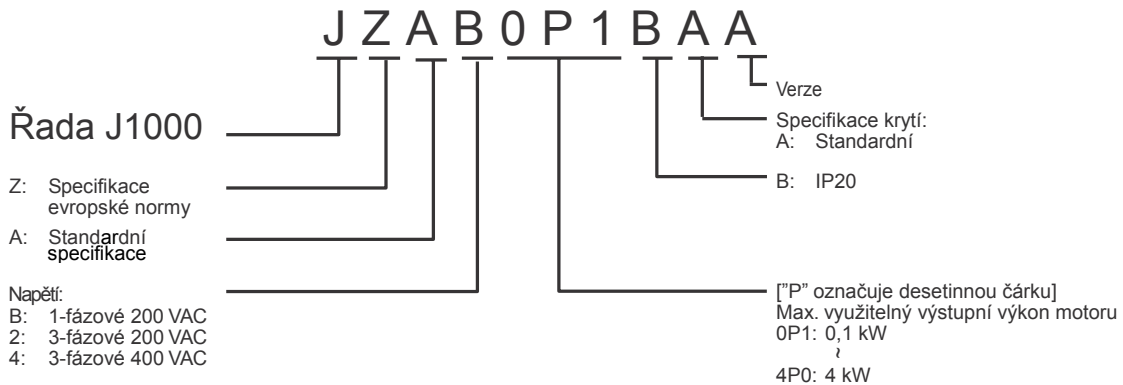 J Z A B 0 P 1 B A A
Řada J1000
Z: Specifikace
evropské normy
A: Standardní
specifikace
Napětí:
B: 1-fázové 200 VAC
2: 3-fázové 200 VAC
4: 3-fázové 400 VAC
Verze
Specifikace krytí:
A: Standardní
B: IP20
["P" označuje desetinnou čárku]
Max. využitelný výstupní výkon motoru
0P1: 0,1 kW
~
4P0: 4 kW